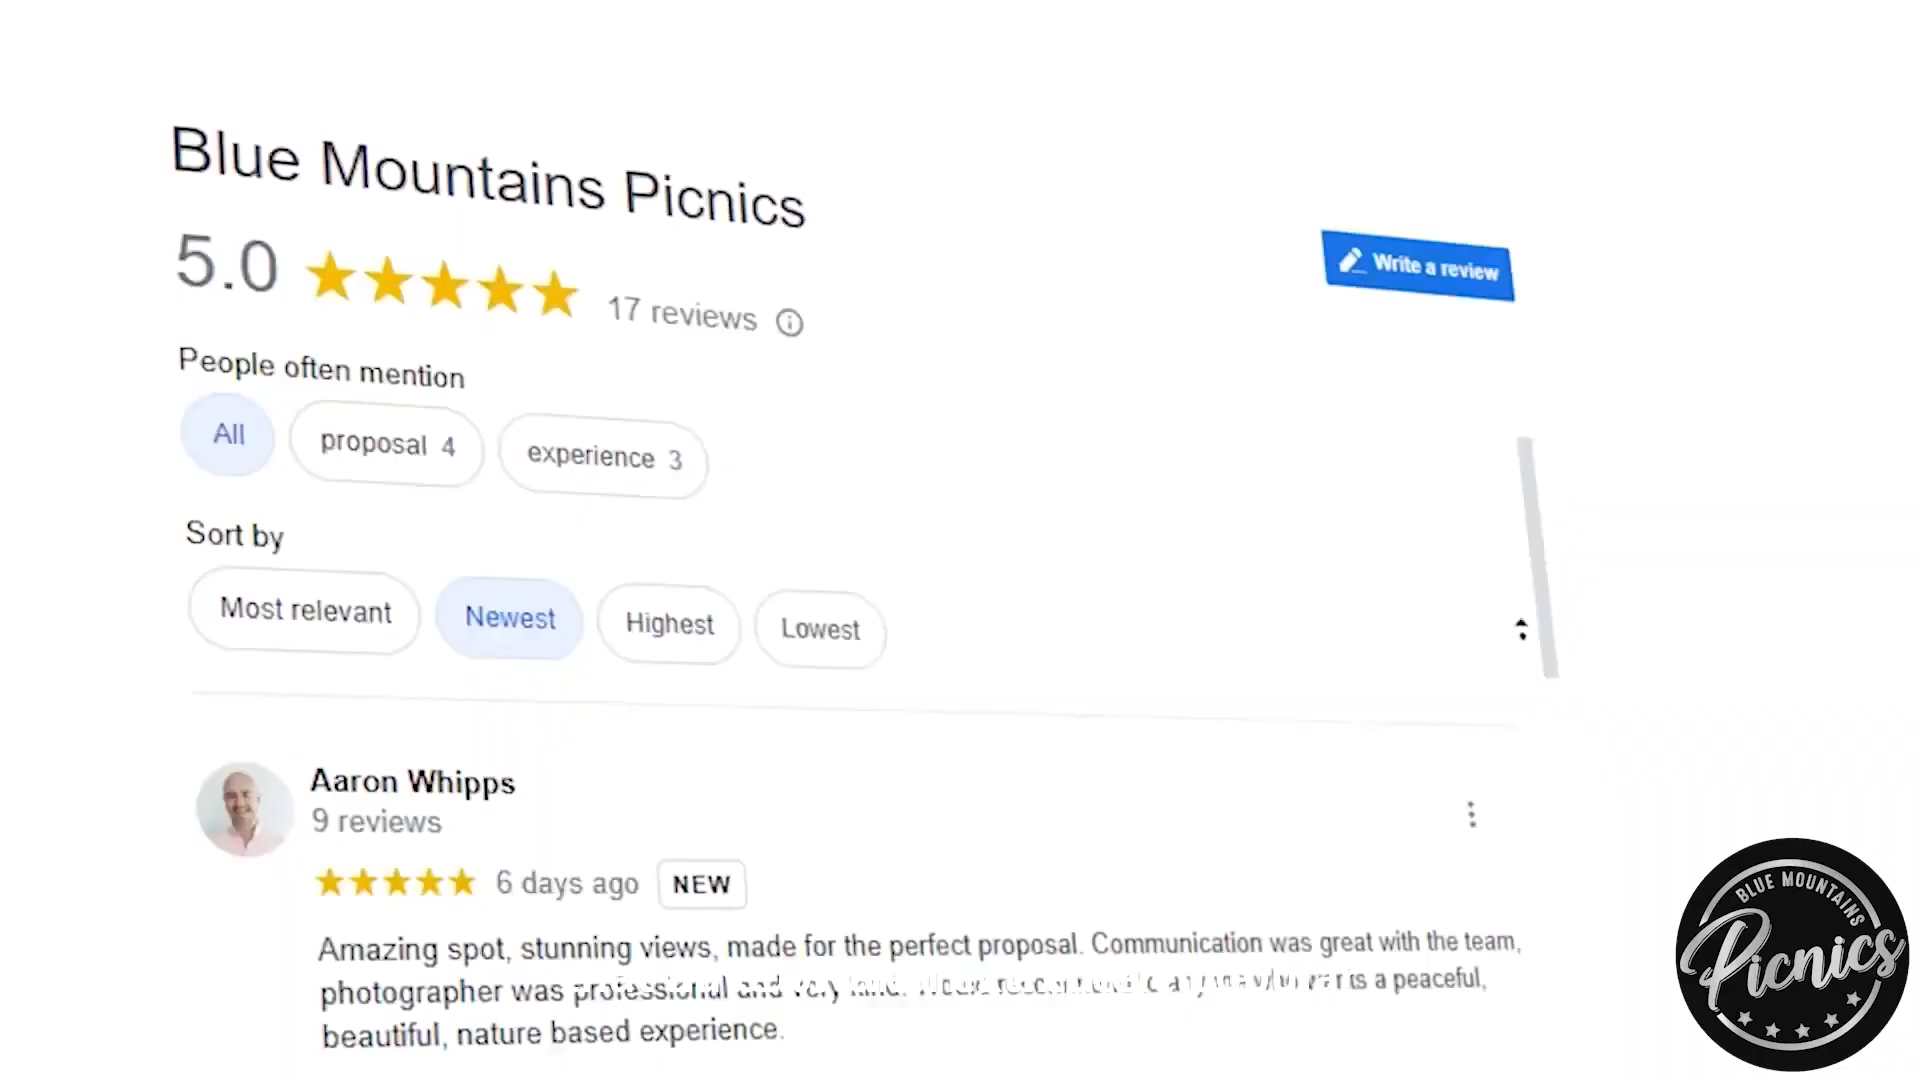 Blue Mountains Picnics
Write a review
5.0
17 reviews
People often mention
All
proposal 4
experience 3
Sort by
Most relevant
Newest
Highest
Lowest
Aaron Whipps
9 reviews
6 days ago
NEW
Amazing spot, stunning views, made for the perfect proposal. Communication was great with the team,
photographer was professional and very kind. a peaceful,
beautiful, nature based experience.
BLUE MOUNTAINS
Picnics